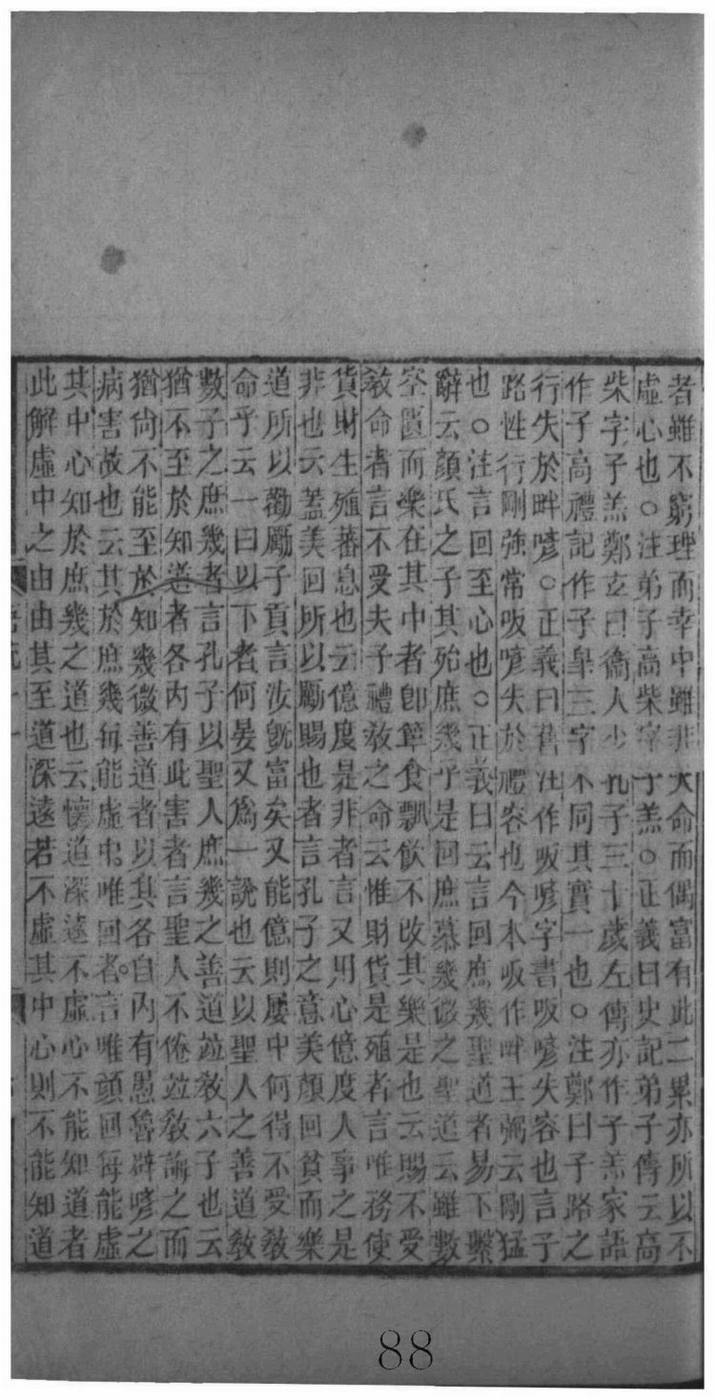 者雖不窮理而幸中雖非天命而偶富有此二累亦所以不
虛心也○注弟子高柴字子羔○正義曰史記弟子傳云高
柴字子羔鄭玄曰衞人少孔子三十歲左傳亦作子羔家語
作子高禮記作子皐三字不同其實一也○注鄭曰子路之
行失於畔喭○正義曰舊注作㕞喭字書㕞喭失容也言子
路性行剛強常㕞喭失於禮容也今本㕞作畔王弼云剛猛
也○注言回至心也○正義曰云言回庶幾聖道者易下繫
辭云顏氏之子其殆庶幾乎是回庶慕幾微之聖道云雖數
空匱而樂在其中者卽簞食瓢飲不改其樂是也云賜不受
敎命者言不受夫子禮敎之命云惟財貨是殖者言唯務使
貨財生殖蕃息也云億度是非者言又用心億度人事之是
非也云蓋美回所以勵賜也者言孔子之意美顏回貧而樂
道所以勸勵子貢言汝旣富矣又能億則屢中何得不受敎
命乎云一曰以下者何晏又爲一說也云以聖人之善道敎
數子之庶幾者言孔子以聖人庶幾之善道並敎六子也云
猶不至於知道者各內有此害者言聖人不倦並敎誨之而
猶尙不能至於知幾微善道者以其各自內有愚魯辟喭之
病害故也云其於庶幾每能虛中唯回者言唯顏回每能虛
其中心知於庶幾之道也云懷道深遠不虛心不能知道者
此解虛中之由由其至道深遠若不虛其中心則不能知道
88